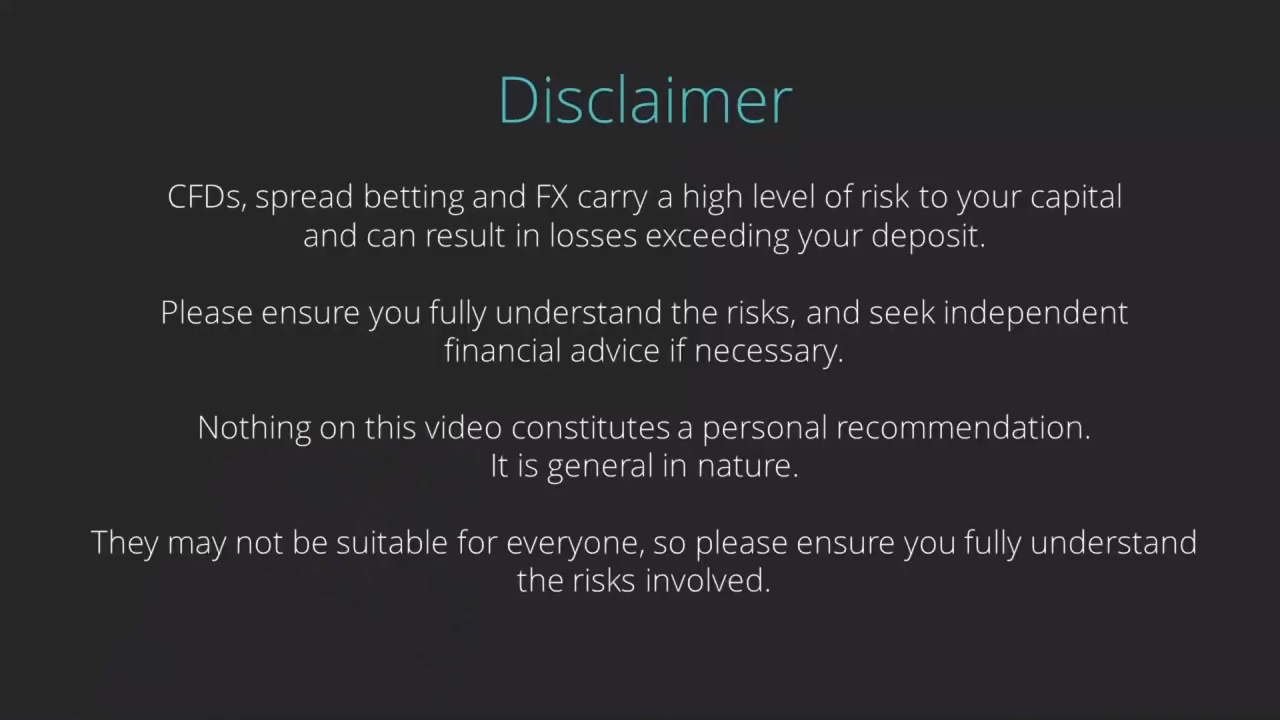 Disclaimer
CFDs, spread betting and FX carry a high level of risk to your capital
and can result in losses exceeding your deposit.
Please ensure you fully understand the risks, and seek independent
financial advice if necessary.
Nothing on this video constitutes a personal recommendation.
It is general in nature.
They may not be suitable for everyone, so please ensure you fully understand
the risks involved.